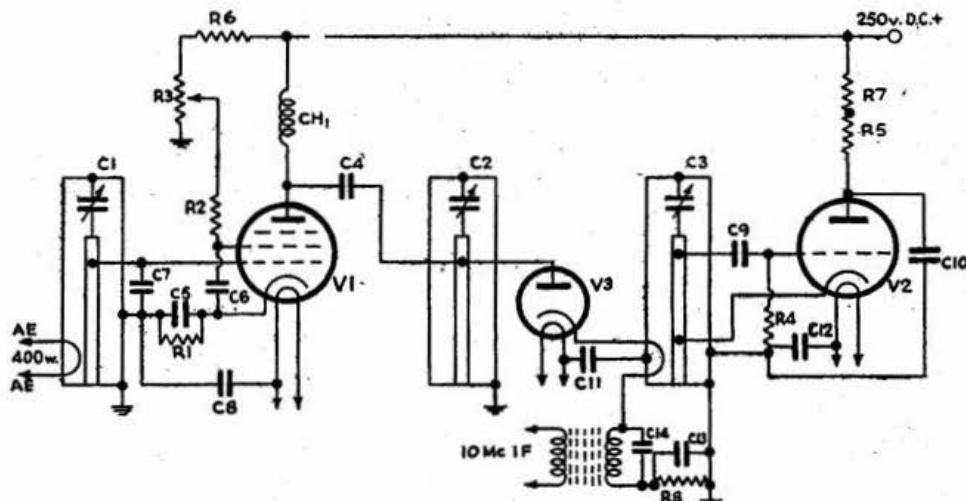 R6
250v. D.C.+
R3
CH1
R7
R5
C1
C4
C2
C3
R2
C9
C10
C7
C5
C6
V1
V3
V2
R4
C12
AE
400w.
AE
R1
C8
C11
10Mc IF
C14
C13
R8